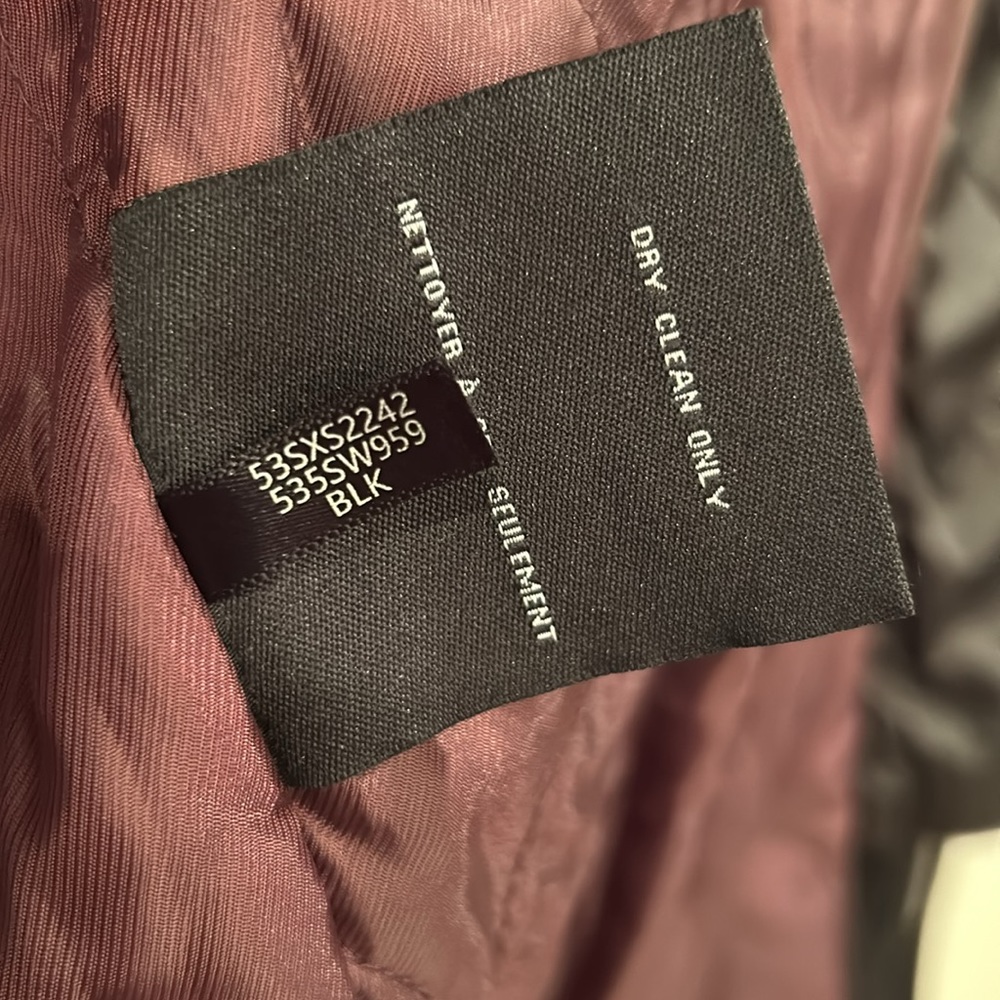 DRY CLEAN ONLY
NETTOYER À SEULEMENT
53SXS2242
535SW959
BLK